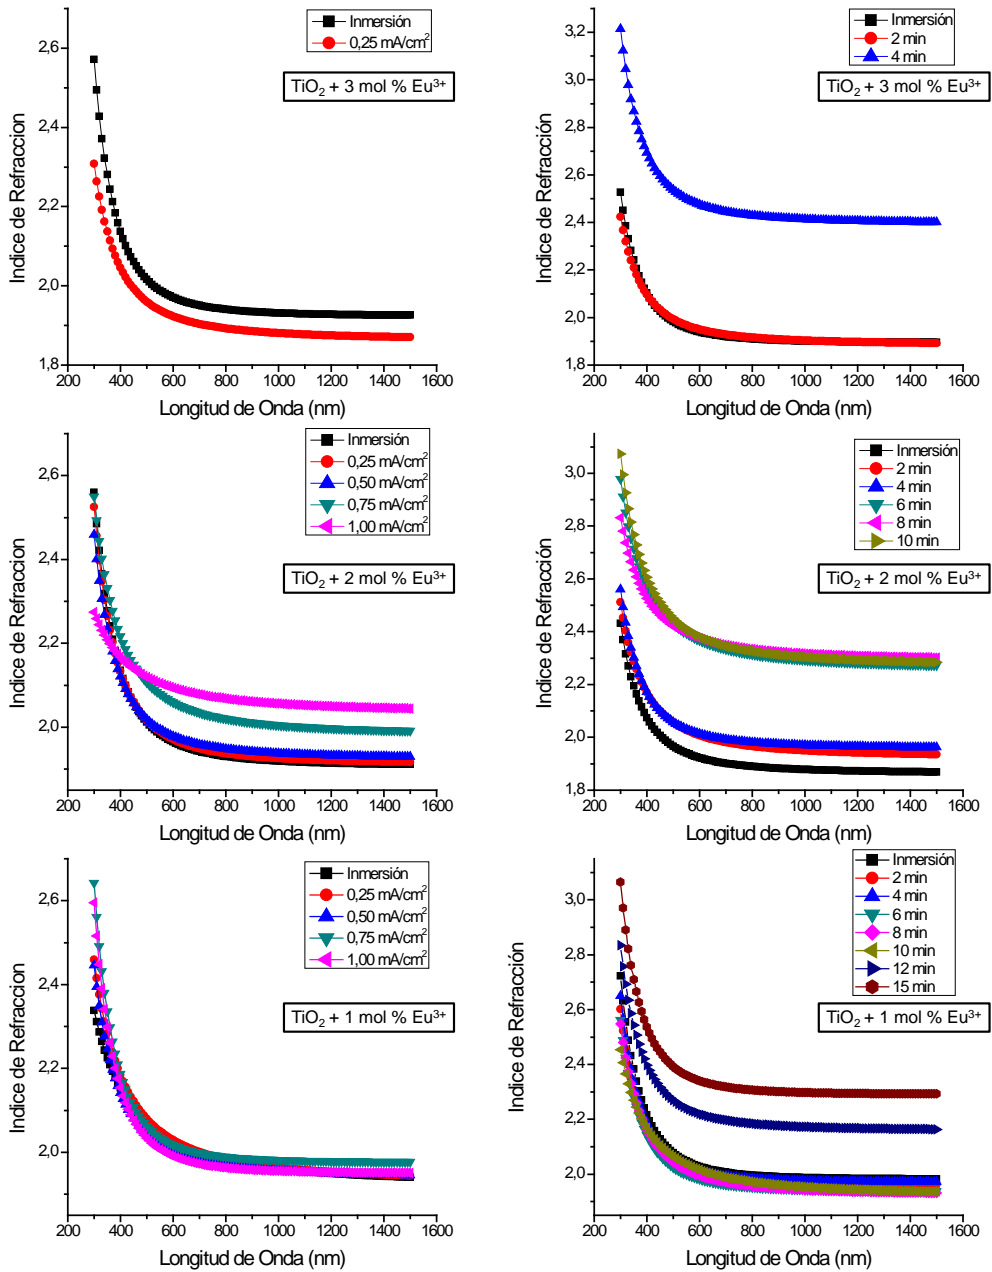 Inmersión
0,25 mA/cm²
TiO₂ + 3 mol % Eu³⁺
2,6
2,4
2,2
2,0
1,8
200 400 600 800 1000 1200 1400 1600
Indice de Refraccion
Longitud de Onda (nm)
Inmersión
2 min
4 min
TiO₂ + 3 mol % Eu³⁺
3,2
3,0
2,8
2,6
2,4
2,2
2,0
1,8
200 400 600 800 1000 1200 1400 1600
Indice de Refracción
Longitud de Onda (nm)
Inmersión
0,25 mA/cm²
0,50 mA/cm²
0,75 mA/cm²
1,00 mA/cm²
TiO₂ + 2 mol % Eu³⁺
2,6
2,4
2,2
2,0
200 400 600 800 1000 1200 1400 1600
Indice de Refraccion
Longitud de Onda (nm)
Inmersión
2 min
4 min
6 min
8 min
10 min
TiO₂ + 2 mol % Eu³⁺
3,0
2,8
2,6
2,4
2,2
2,0
1,8
200 400 600 800 1000 1200 1400 1600
Indice de Refracción
Longitud de Onda (nm)
Inmersión
0,25 mA/cm²
0,50 mA/cm²
0,75 mA/cm²
1,00 mA/cm²
TiO₂ + 1 mol % Eu³⁺
2,6
2,4
2,2
2,0
200 400 600 800 1000 1200 1400 1600
Indice de Refraccion
Longitud de Onda (nm)
Inmersión
2 min
4 min
6 min
8 min
10 min
12 min
15 min
TiO₂ + 1 mol % Eu³⁺
3,0
2,8
2,6
2,4
2,2
2,0
200 400 600 800 1000 1200 1400 1600
Indice de Refracción
Longitud de Onda (nm)